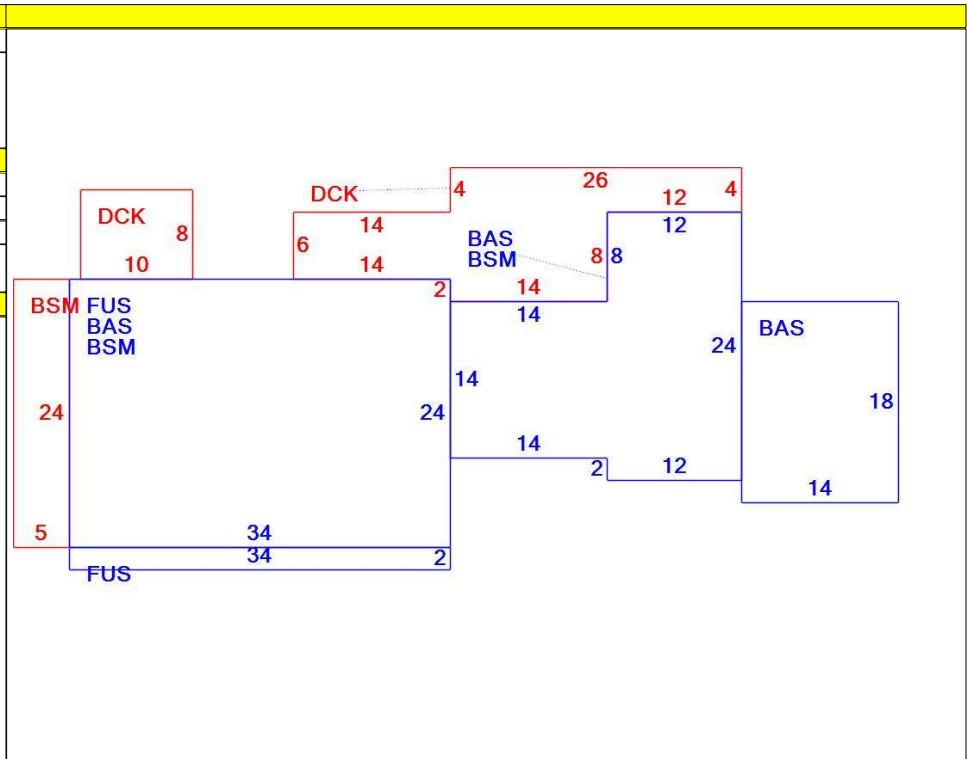 26
DCK 4 12 4
DCK 14 12
8 6 BAS 8 8
10 14 BSM
2 14
BSM FUS 14 BAS
BAS
BSM 24
14
24 24 18
14
2 12
14
5 34
34 2
FUS